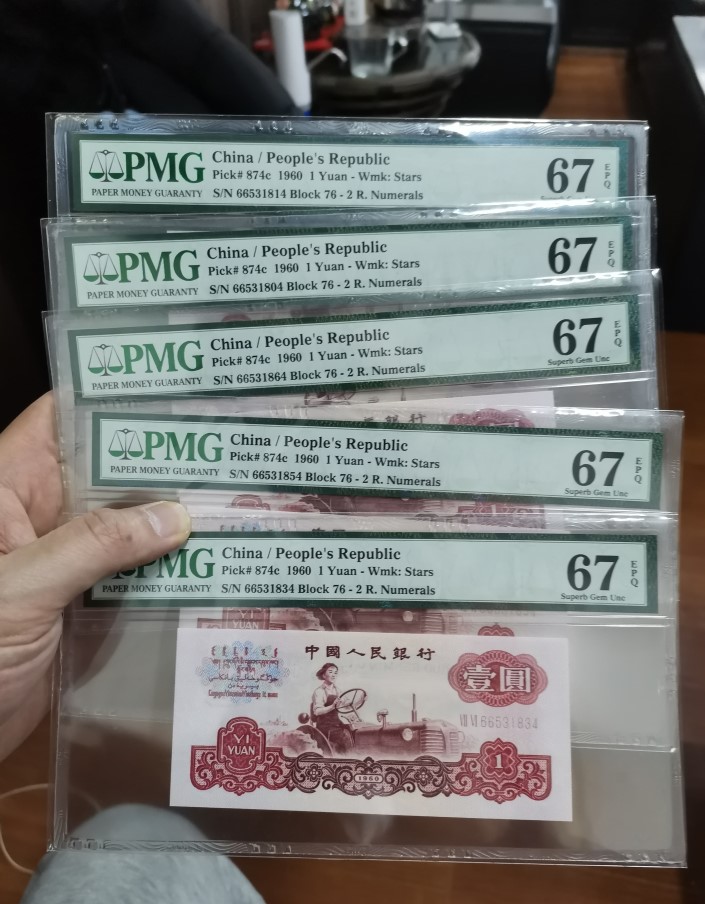 PMG
PAPER MONEY GUARANTY
China / People's Republic
Pick# 874c 1960 1 Yuan - Wmk: Stars
S/N 66531814 Block 76 - 2 R. Numerals
67
EPQ
PMG
PAPER MONEY GUARANTY
China / People's Republic
Pick# 874c 1960 1 Yuan - Wmk: Stars
S/N 66531804 Block 76 - 2 R. Numerals
67
EPQ
PMG
PAPER MONEY GUARANTY
China / People's Republic
Pick# 874c 1960 1 Yuan - Wmk: Stars
S/N 66531864 Block 76 - 2 R. Numerals
67
EPQ
Superb Gem Unc
PMG
PAPER MONEY GUARANTY
China / People's Republic
Pick# 874c 1960 1 Yuan - Wmk: Stars
S/N 66531854 Block 76 - 2 R. Numerals
67
EPQ
Superb Gem Unc
PMG
PAPER MONEY GUARANTY
China / People's Republic
Pick# 874c 1960 1 Yuan - Wmk: Stars
S/N 66531834 Block 76 - 2 R. Numerals
67
EPQ
Superb Gem Unc
YI
中國人民銀行
壹圓
66531834
YI
YUAN
1960
1